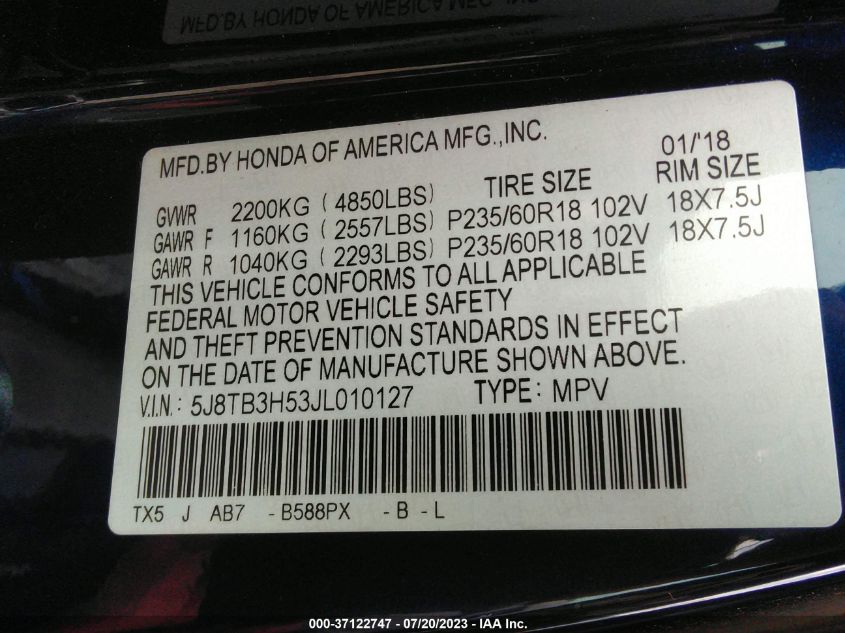 MFD.BY HONDA OF AMERICA MFG.,INC. 01/'18
TIRE SIZE RIM SIZE
GVWR 2200KG (4850LBS)
GAWR F 1160KG (2557LBS) P235/60R18 102V 18X7.5J
GAWR R 1040KG (2293LBS) P235/60R18 102V 18X7.5J
THIS VEHICLE CONFORMS TO ALL APPLICABLE
FEDERAL MOTOR VEHICLE SAFETY
AND THEFT PREVENTION STANDARDS IN EFFECT
ON THE DATE OF MANUFACTURE SHOWN ABOVE.
V.I.N.: 5J8TB3H53JL010127 TYPE: MPV
TX5 J AB7 -B588PX -B -L
000-37122747 - 07/20/2023 - IAA Inc.